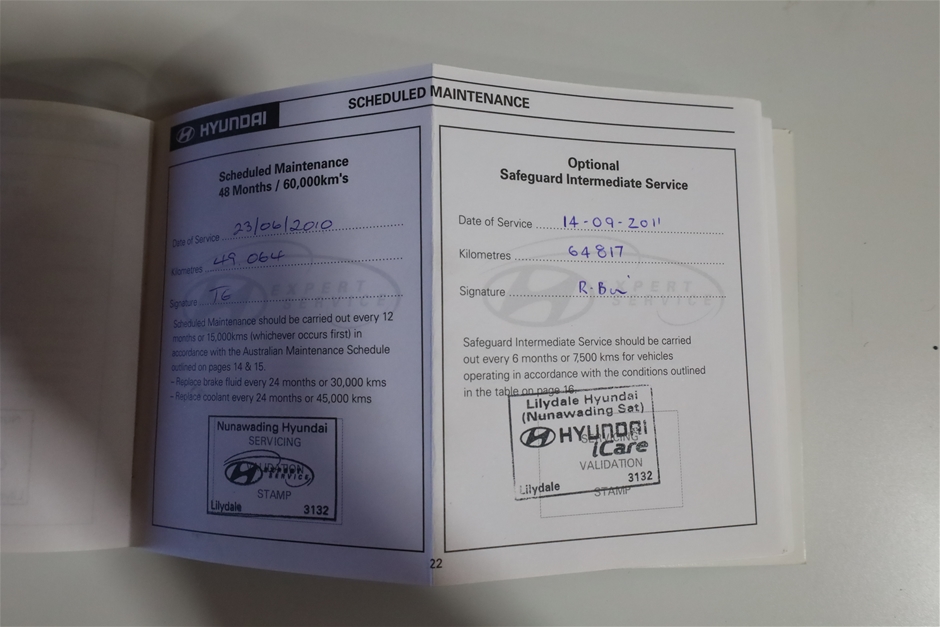 HYUNDAI
SCHEDULED MAINTENANCE
Scheduled Maintenance
48 Months / 60,000km's
Date of Service 23/06/2010
Kilometres 49 064
Signature TG
EXPERT
SERVICE
Scheduled Maintenance should be carried out every 12
months or 15,000kms (whichever occurs first) in
accordance with the Australian Maintenance Schedule
outlined on pages 14 & 15.
– Replace brake fluid every 24 months or 30,000 kms
– Replace coolant every 24 months or 45,000 kms
Nunawading Hyundai
SERVICING
SERVICE
STAMP
Lilydale 3132
Optional
Safeguard Intermediate Service
Date of Service 14-09-2011
Kilometres 64817
Signature R.B
EXPERT
SERVICE
Safeguard Intermediate Service should be carried
out every 6 months or 7,500 kms for vehicles
operating in accordance with the conditions outlined
in the table on page 16.
Lilydale Hyundai
(Nunawading Sat)
HYUNDAI
SERVICING
iCare
VALIDATION
Lilydale 3132
STAMP
22